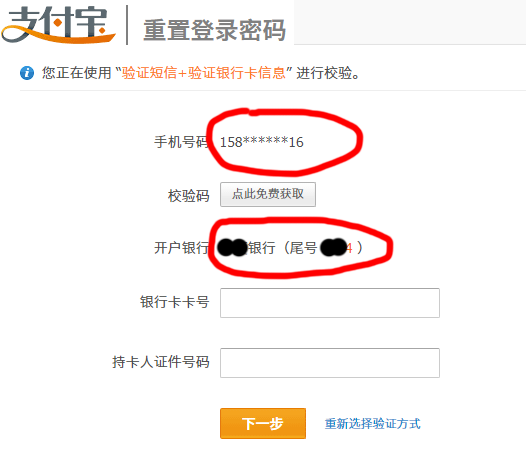 支付宝 重置登录密码
您正在使用 “验证短信+验证银行卡信息” 进行校验。
手机号码 158******16
校验码 点此免费获取
开户银行 银行（尾号 4 ）
银行卡卡号
持卡人证件号码
下一步 重新选择验证方式